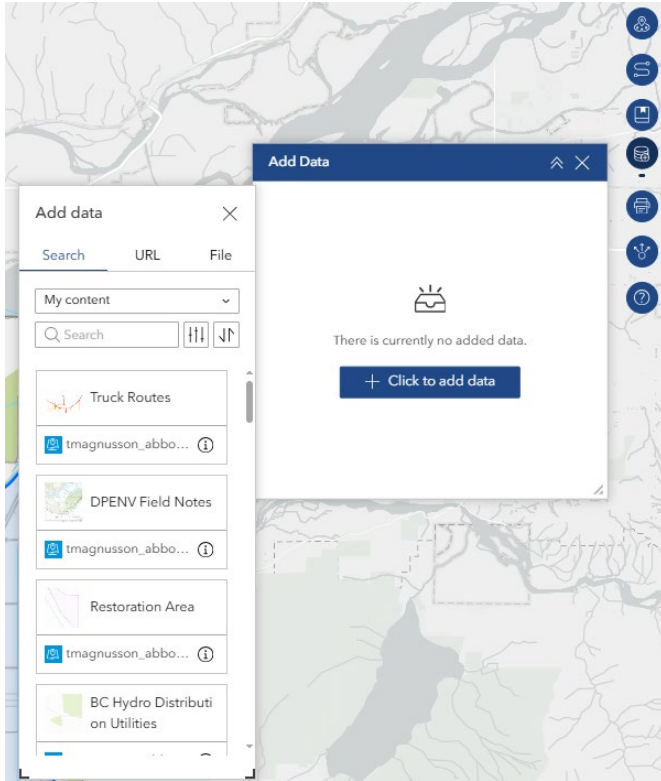 Add Data
There is currently no added data.
Click to add data
Add data
Search URL File
My content
Search
Truck Routes
tmagnusson_abbo...
DPENV Field Notes
tmagnusson_abbo...
Restoration Area
tmagnusson_abbo...
BC Hydro Distributi
on Utilities